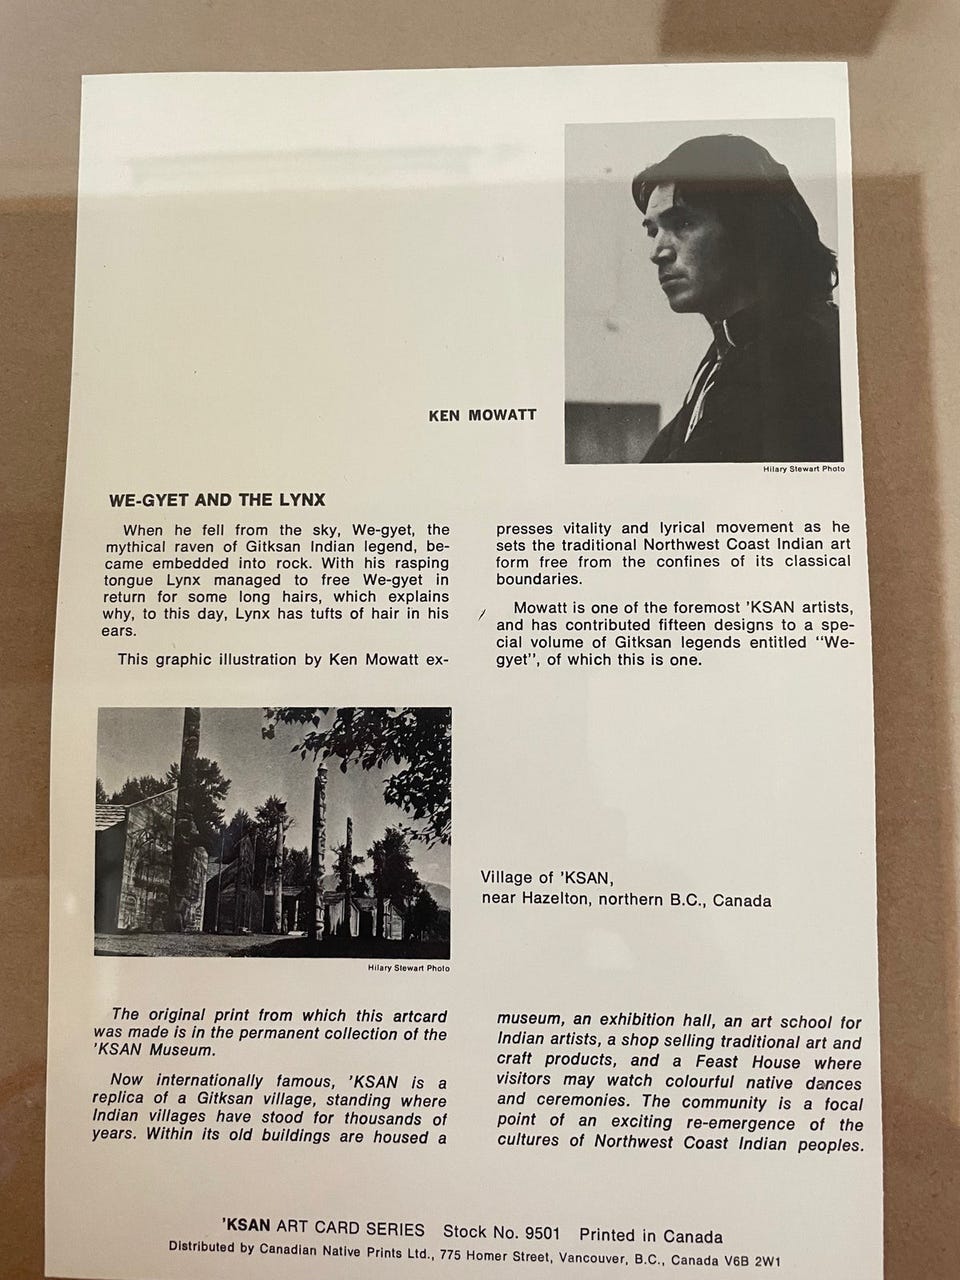 KEN MOWATT
Hilary Stewart Photo
WE-GYET AND THE LYNX
When he fell from the sky, We-gyet, the
mythical raven of Gitksan Indian legend, be-
came embedded into rock. With his rasping
tongue Lynx managed to free We-gyet in
return for some long hairs, which explains
why, to this day, Lynx has tufts of hair in his
ears.
This graphic illustration by Ken Mowatt ex-
presses vitality and lyrical movement as he
sets the traditional Northwest Coast Indian art
form free from the confines of its classical
boundaries.
Mowatt is one of the foremost 'KSAN artists,
and has contributed fifteen designs to a spe-
cial volume of Gitksan legends entitled "We-
gyet", of which this is one.
Hilary Stewart Photo
Village of 'KSAN,
near Hazelton, northern B.C., Canada
The original print from which this artcard
was made is in the permanent collection of the
'KSAN Museum.
Now internationally famous, 'KSAN is a
replica of a Gitksan village, standing where
Indian villages have stood for thousands of
years. Within its old buildings are housed a
museum, an exhibition hall, an art school for
Indian artists, a shop selling traditional art and
craft products, and a Feast House where
visitors may watch colourful native dances
and ceremonies. The community is a focal
point of an exciting re-emergence of the
cultures of Northwest Coast Indian peoples.
'KSAN ART CARD SERIES Stock No. 9501 Printed in Canada
Distributed by Canadian Native Prints Ltd., 775 Homer Street, Vancouver, B.C., Canada V6B 2W1